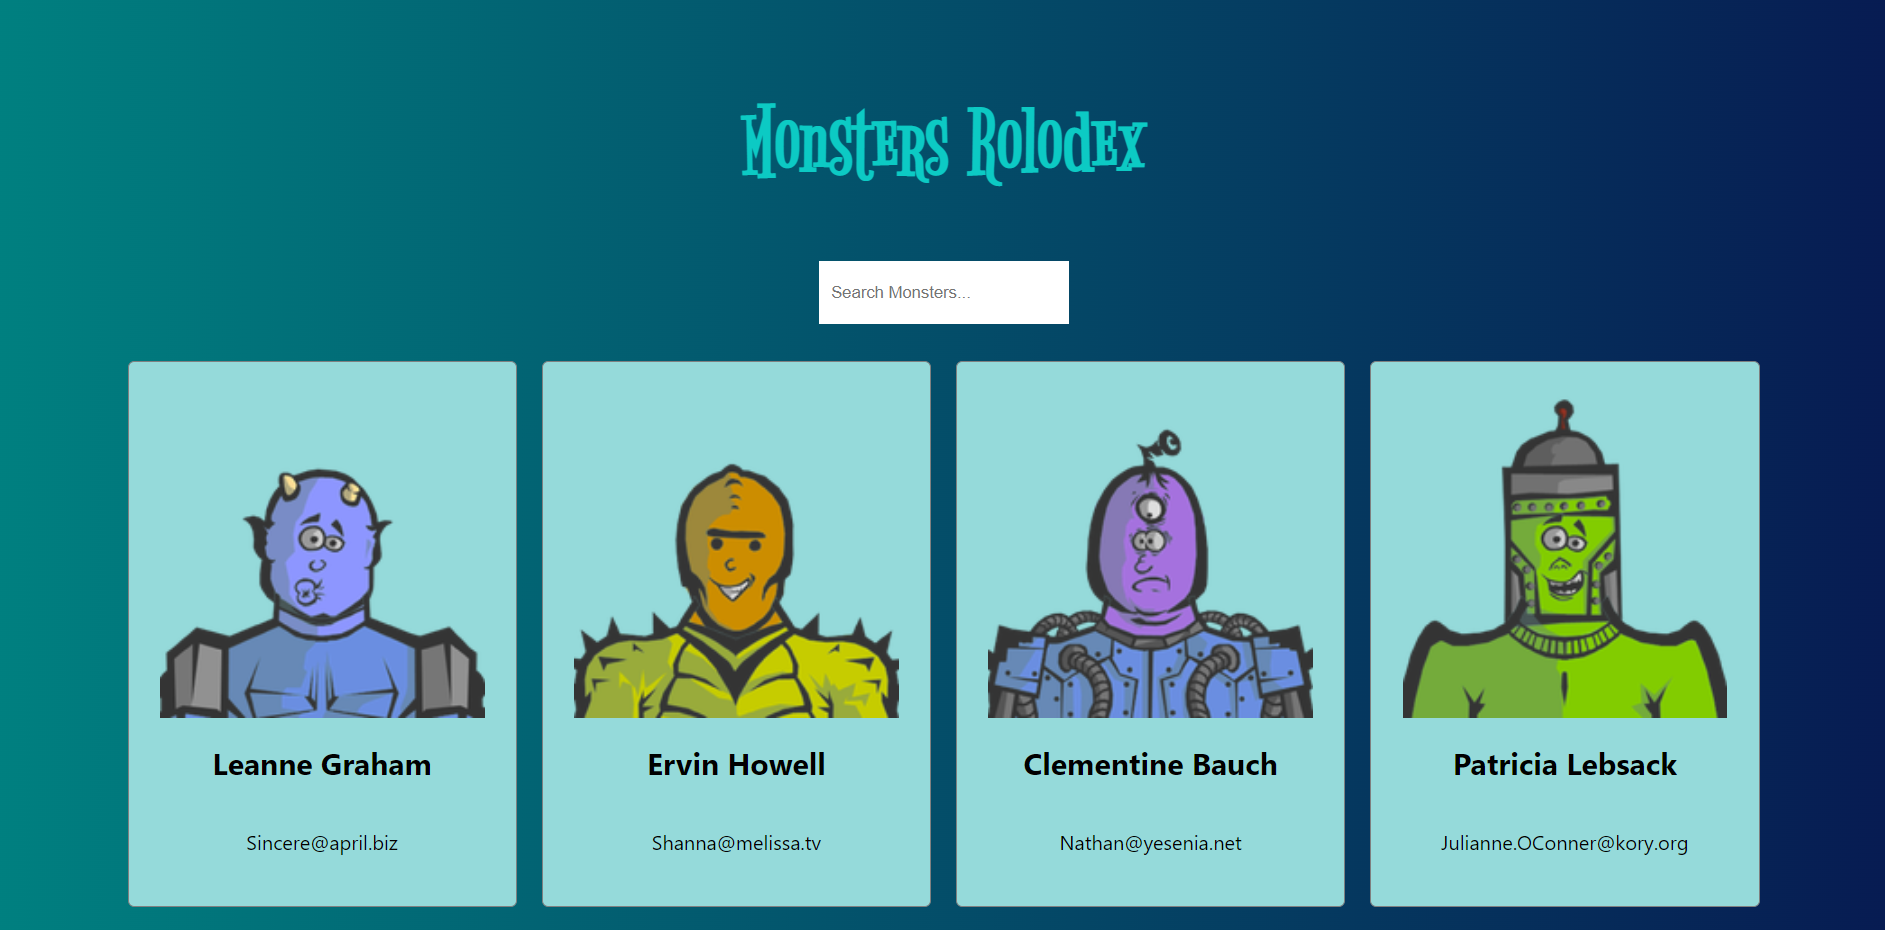 Monsters Rolodex
Search Monsters...
Leanne Graham
Sincere@april.biz
Ervin Howell
Shanna@melissa.tv
Clementine Bauch
Nathan@yesenia.net
Patricia Lebsack
Julianne.OConner@kory.org